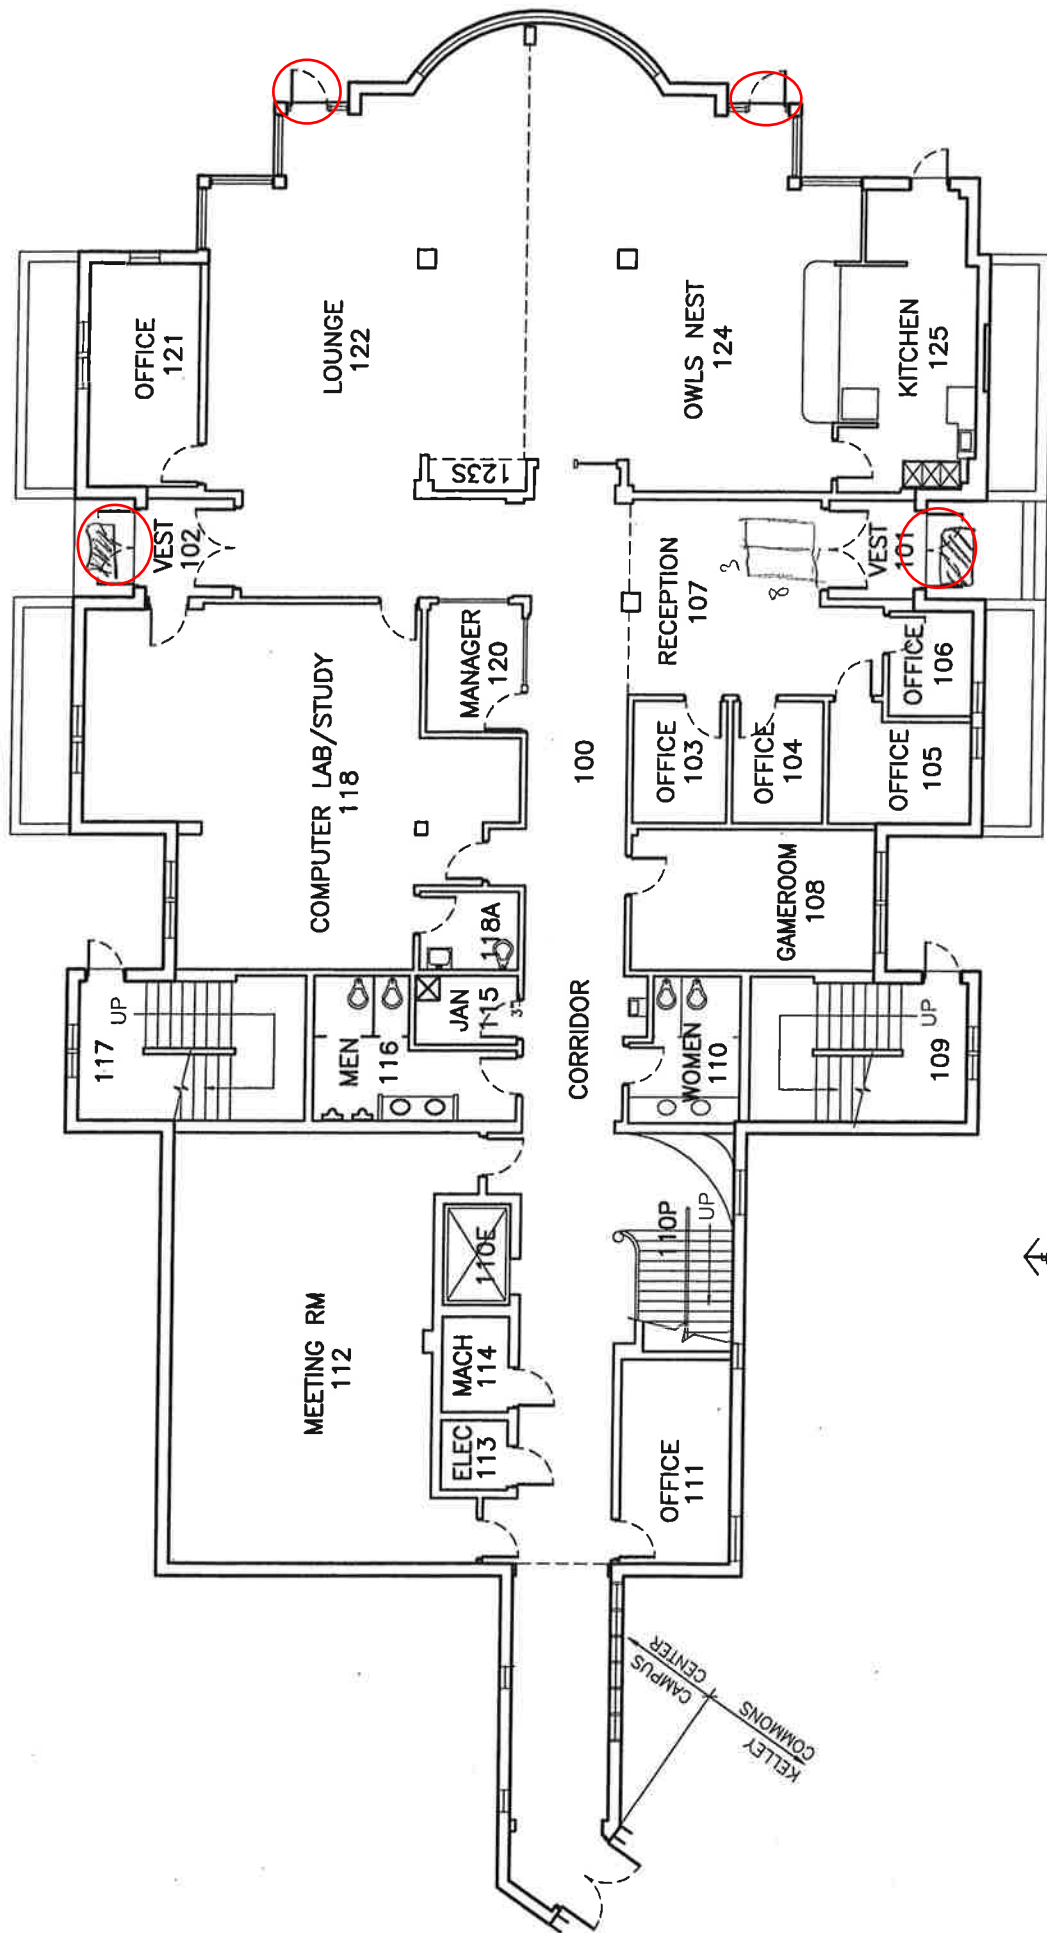 OFFICE
121
LOUNGE
122
123S
OWLS NEST
124
KITCHEN
125
VEST
102
VEST
101
3
8
RECEPTION
107
MANAGER
120
COMPUTER LAB/STUDY
118
OFFICE
106
OFFICE
103
OFFICE
104
OFFICE
105
100
GAMEROOM
108
118A
JAN
115
3'
MEN
116
117
UP
CORRIDOR
WOMEN
110
109
UP
110E
110P
UP
MEETING RM
112
MACH
114
ELEC
113
OFFICE
111
CAMPUS
CENTER
KELLEY
COMMONS